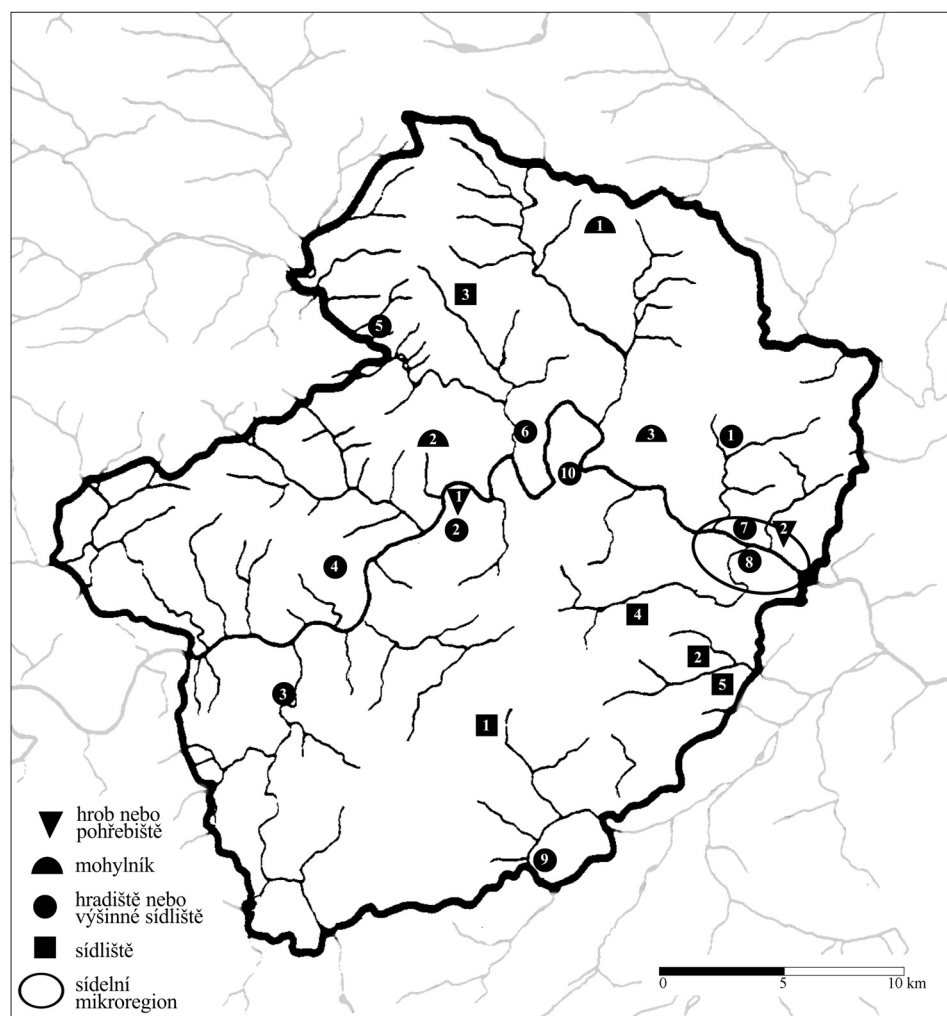 1
3
5
2
6
3
1
10
1
2
7
2
4
8
4
2
5
3
1
9
hrob nebo
pohřebiště
mohylník
hradiště nebo
výšinné sídliště
sídliště
sídelní
mikroregion
0 5 10 km